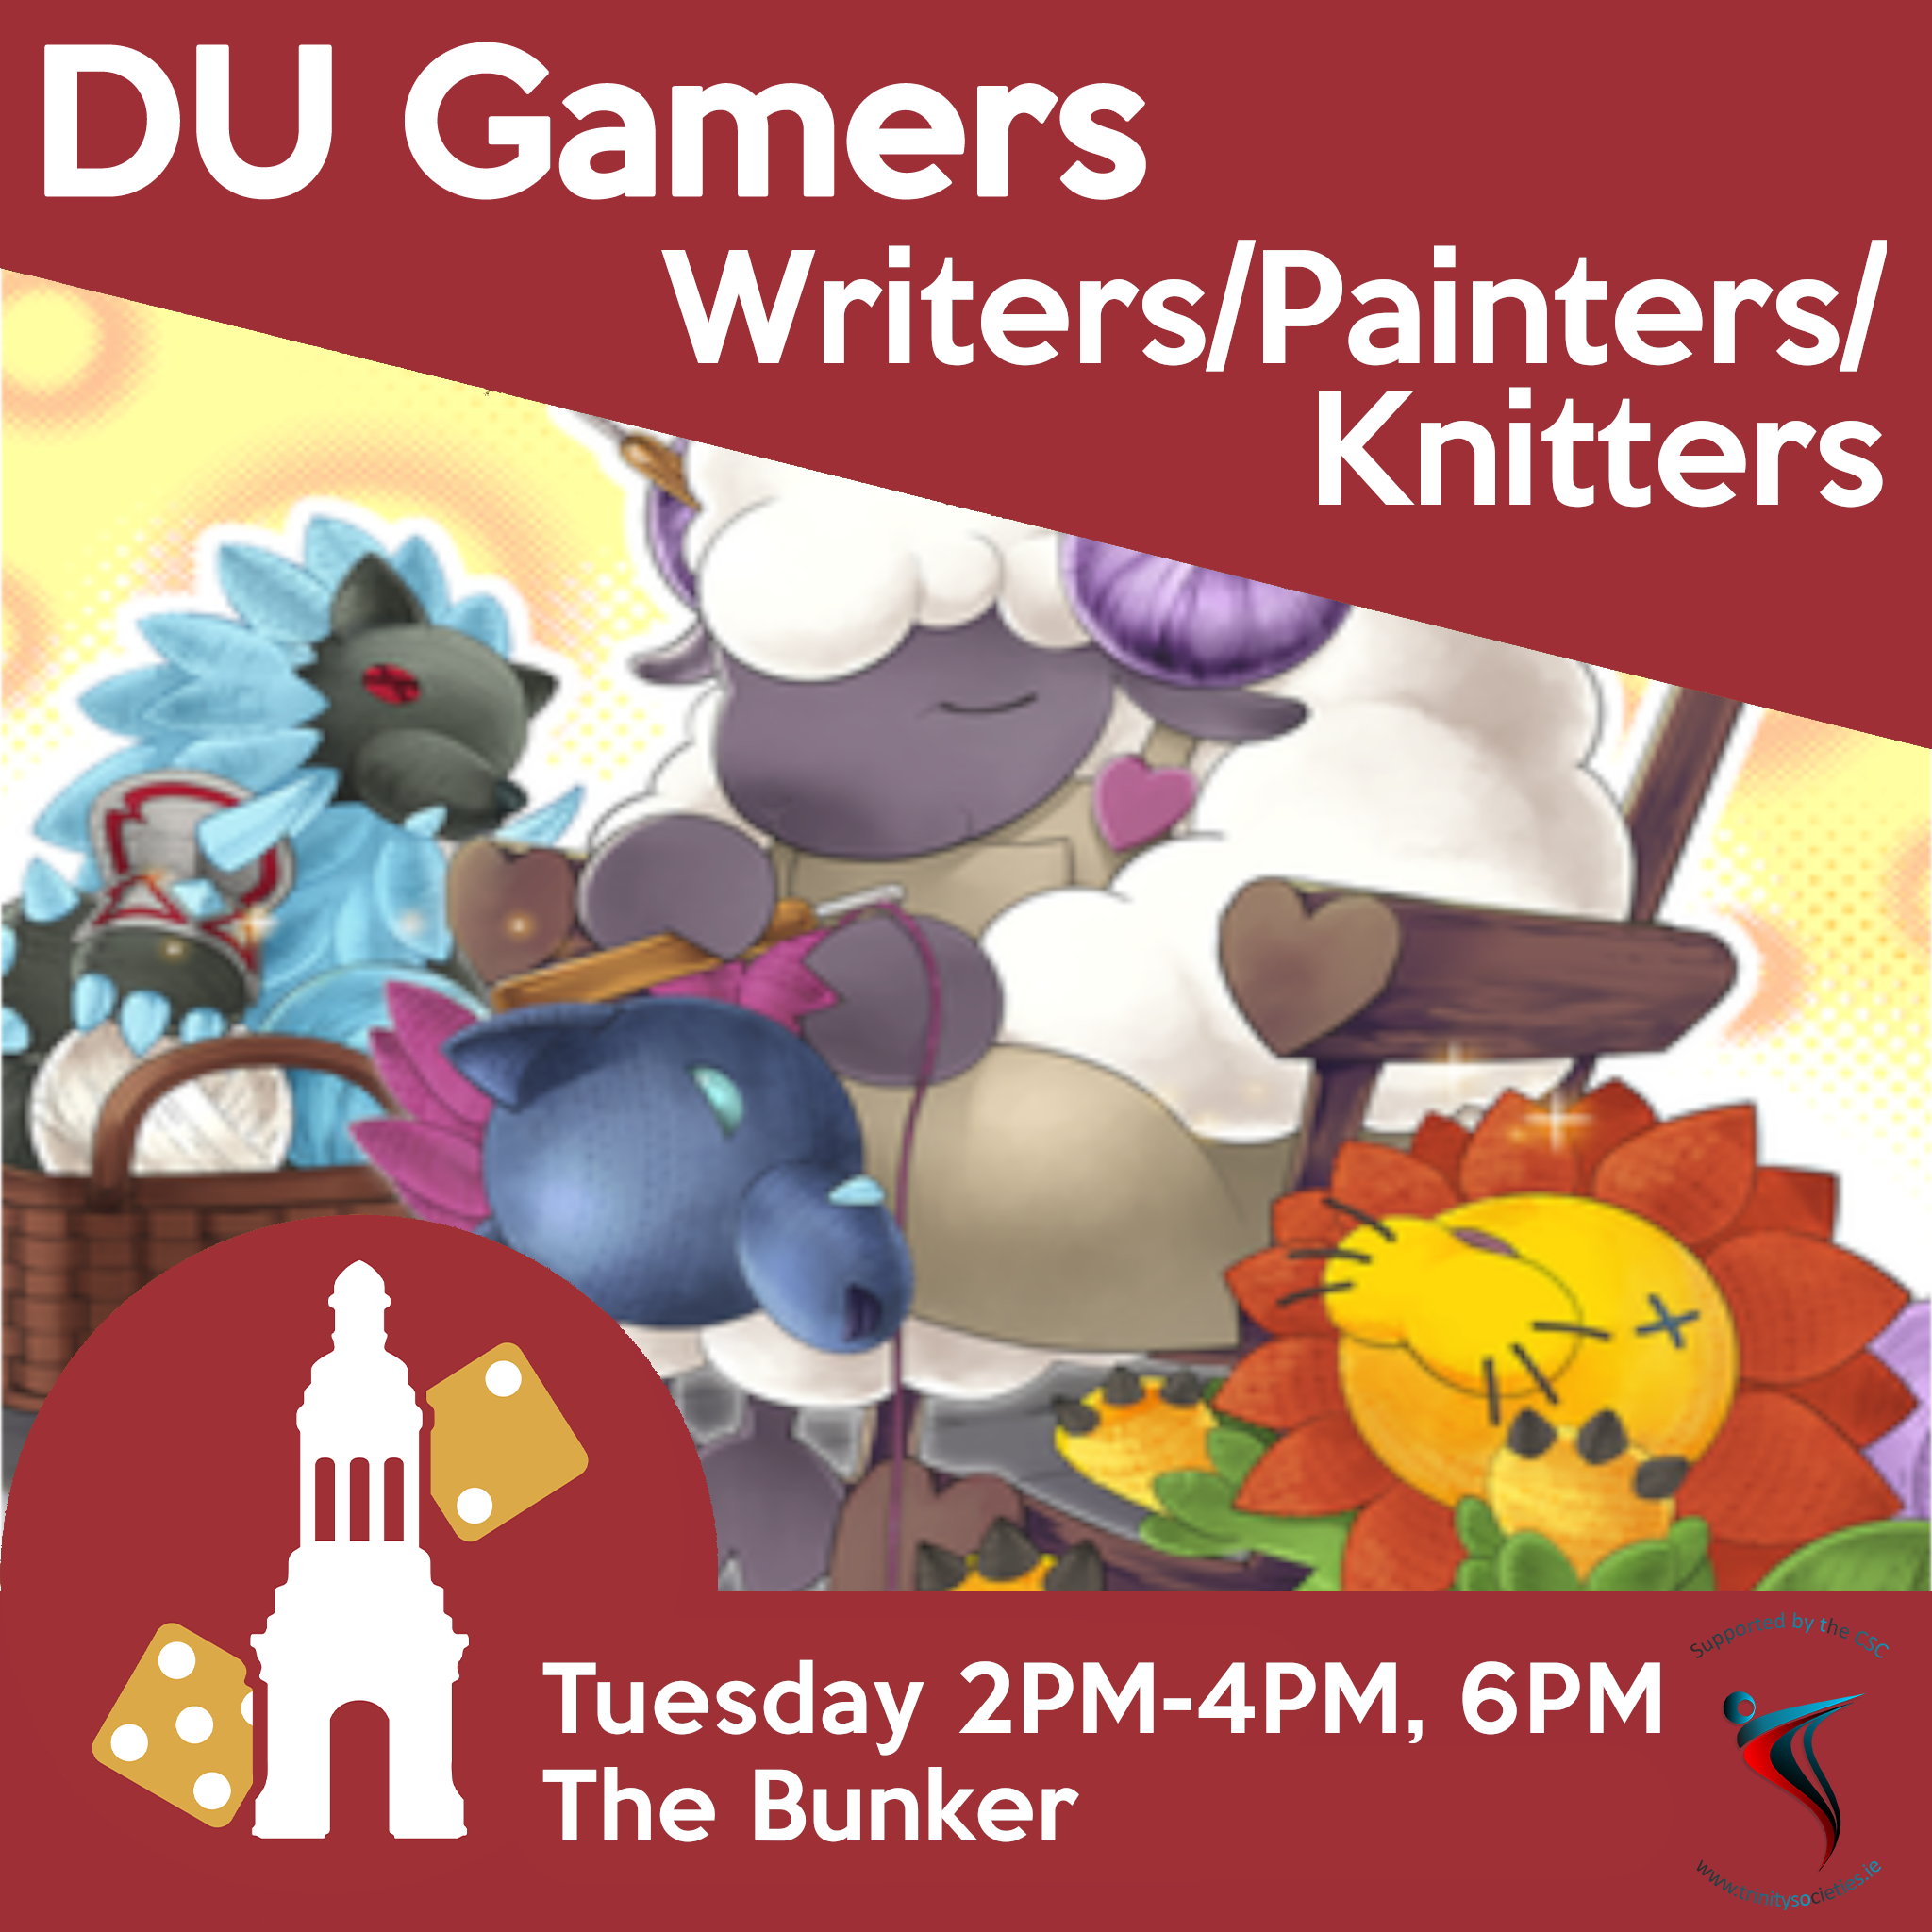 DU Gamers
Writers/Painters/
Knitters
Tuesday 2PM-4PM, 6PM
The Bunker
Supported by the CSC
www.trinitysocieties.ie